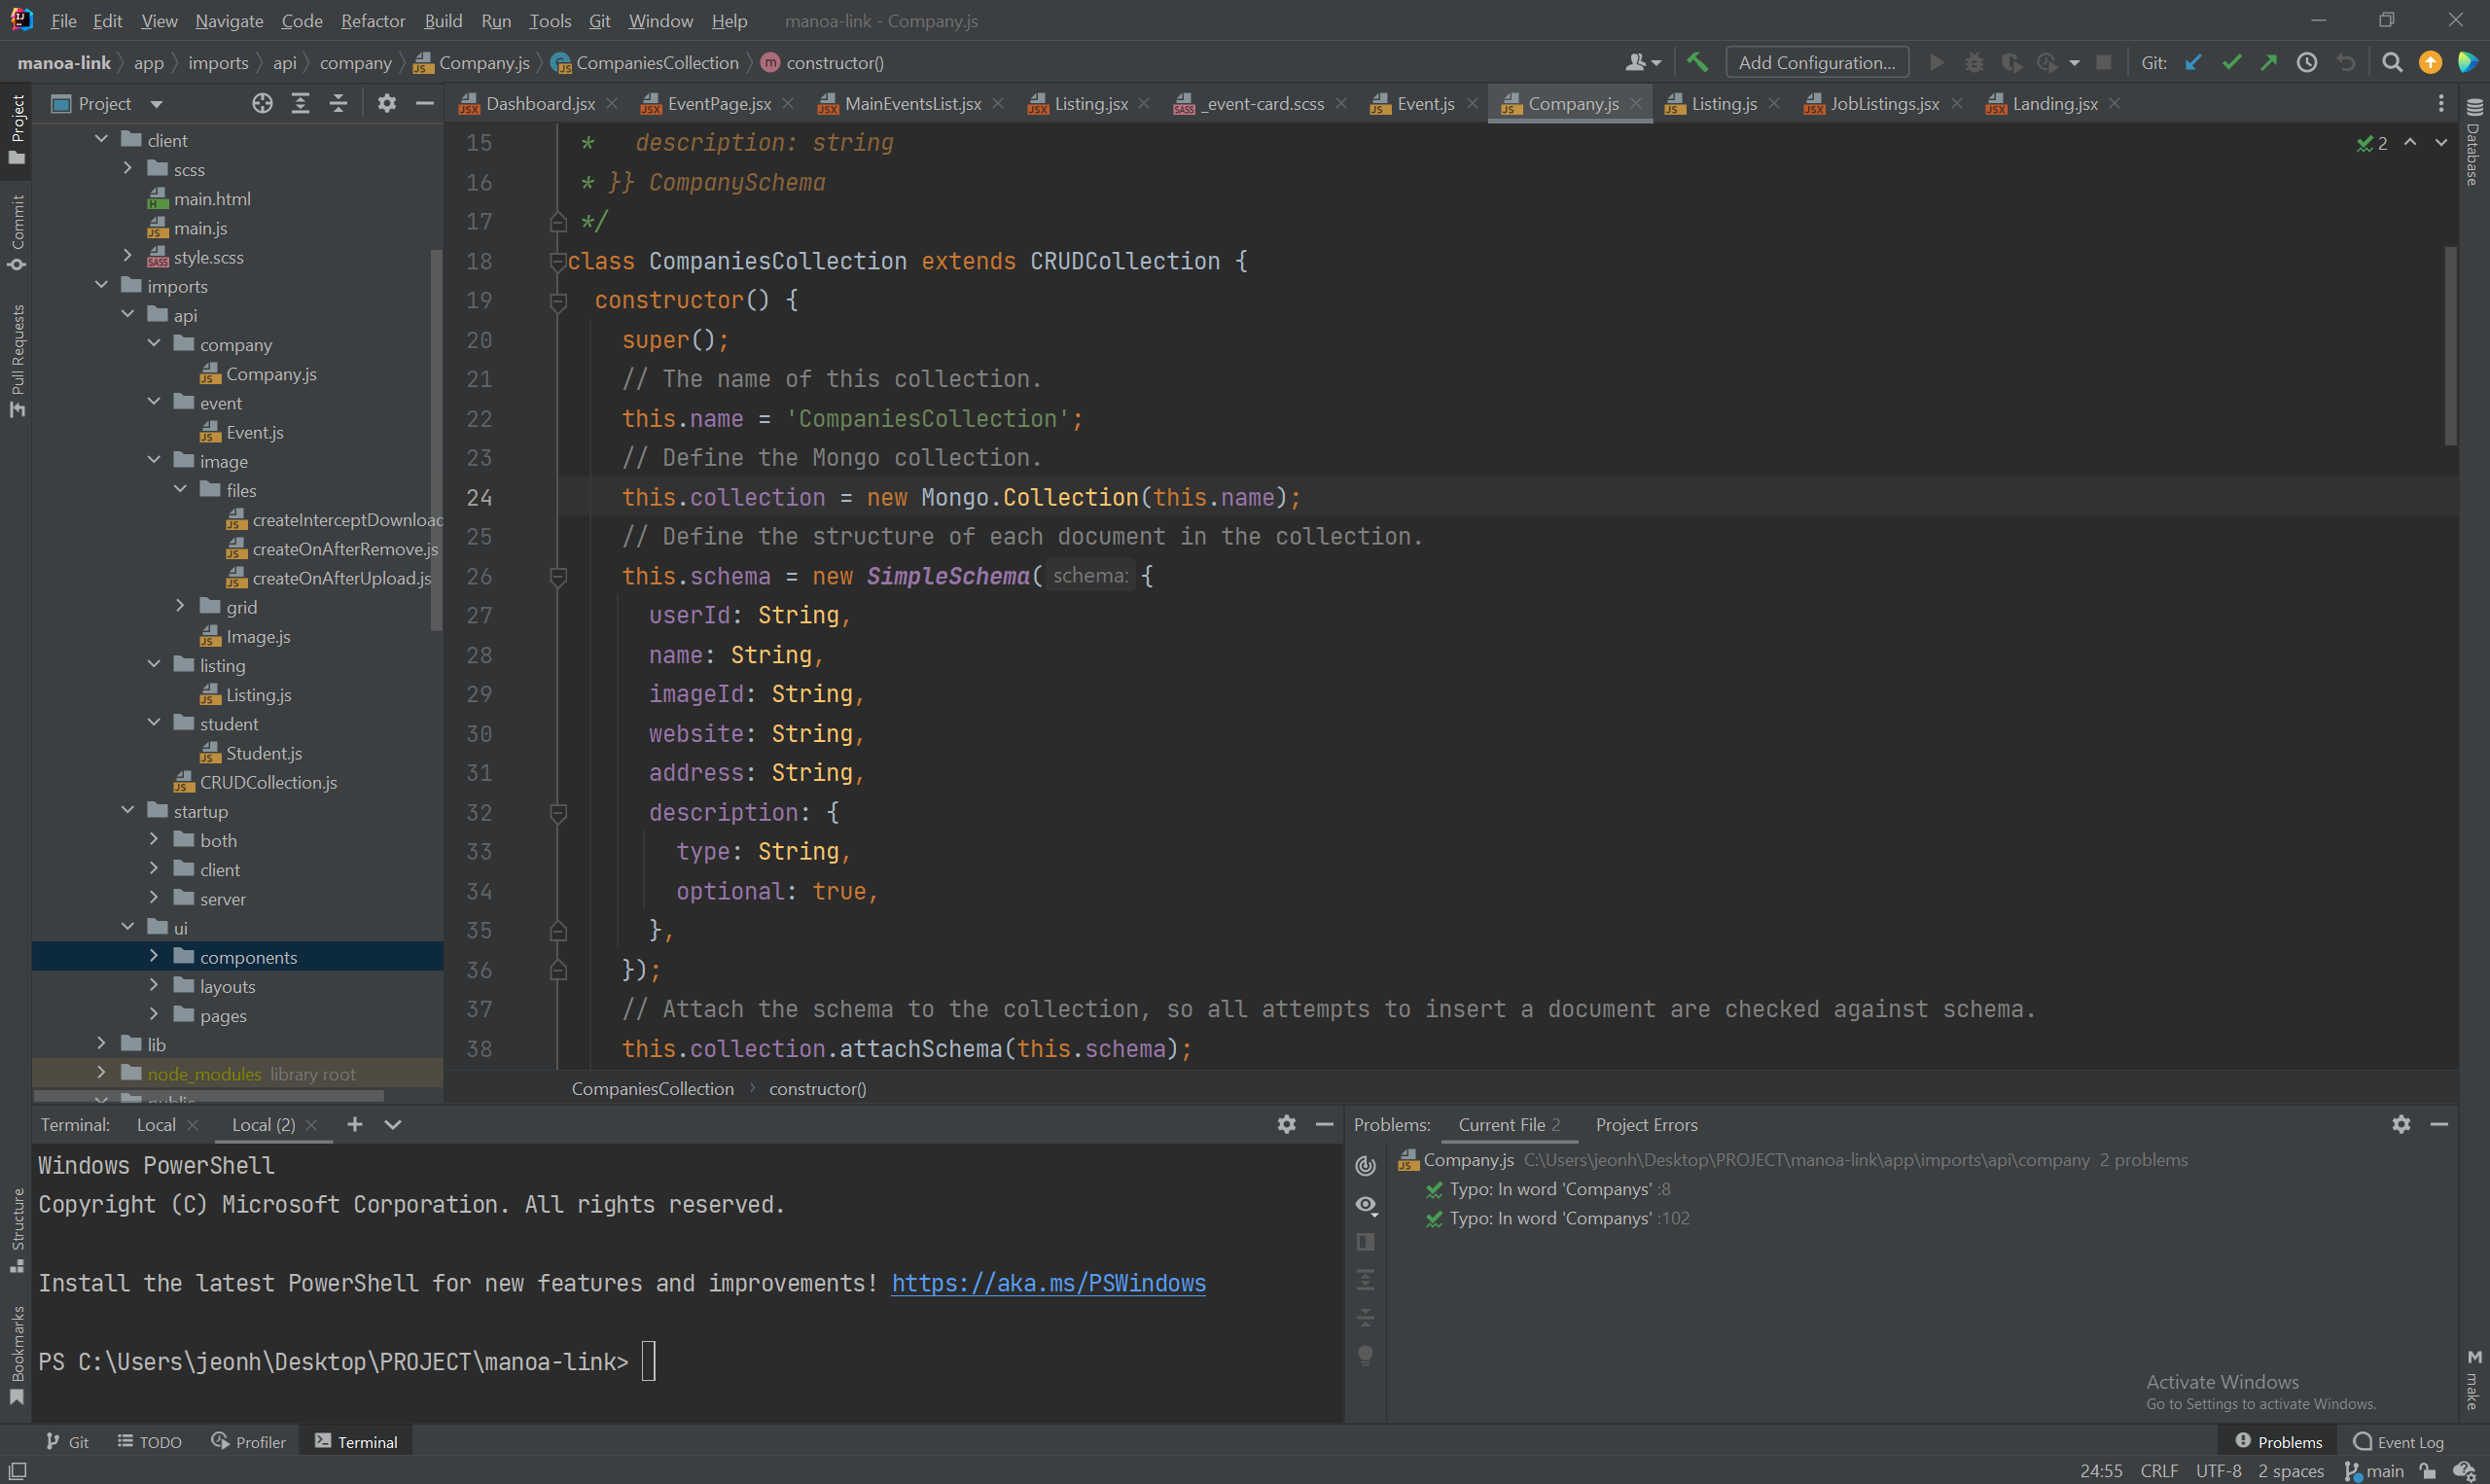 File Edit View Navigate Code Refactor Build Run Tools Git Window Help manoa-link - Company.js
manoa-link app imports api company Company.js CompaniesCollection constructor() Add Configuration... Git:
Project
Dashboard.jsx EventPage.jsx MainEventsList.jsx Listing.jsx _event-card.scss Event.js Company.js Listing.js JobListings.jsx Landing.jsx
Project
Commit
Pull Requests
Structure
Bookmarks
client
scss
main.html
main.js
style.scss
imports
api
company
Company.js
event
Event.js
image
files
createInterceptDownload
createOnAfterRemove.js
createOnAfterUpload.js
grid
Image.js
listing
Listing.js
student
Student.js
CRUDCollection.js
startup
both
client
server
ui
components
layouts
pages
lib
node_modules library root
public
15 * description: string
16 * }} CompanySchema
17 */
18 class CompaniesCollection extends CRUDCollection {
19 constructor() {
20 super();
21 // The name of this collection.
22 this.name = 'CompaniesCollection';
23 // Define the Mongo collection.
24 this.collection = new Mongo.Collection(this.name);
25 // Define the structure of each document in the collection.
26 this.schema = new SimpleSchema( schema: {
27 userId: String,
28 name: String,
29 imageId: String,
30 website: String,
31 address: String,
32 description: {
33 type: String,
34 optional: true,
35 },
36 });
37 // Attach the schema to the collection, so all attempts to insert a document are checked against schema.
38 this.collection.attachSchema(this.schema);
2
Database
make
CompaniesCollection constructor()
Terminal: Local Local (2)
Windows PowerShell
Copyright (C) Microsoft Corporation. All rights reserved.
Install the latest PowerShell for new features and improvements! https://aka.ms/PSWindows
PS C:\Users\jeonh\Desktop\PROJECT\manoa-link>
Problems: Current File 2 Project Errors
Company.js C:\Users\jeonh\Desktop\PROJECT\manoa-link\app\imports\api\company 2 problems
Typo: In word 'Companys' :8
Typo: In word 'Companys' :102
Activate Windows
Go to Settings to activate Windows.
Git TODO Profiler Terminal Problems Event Log
24:55 CRLF UTF-8 2 spaces main